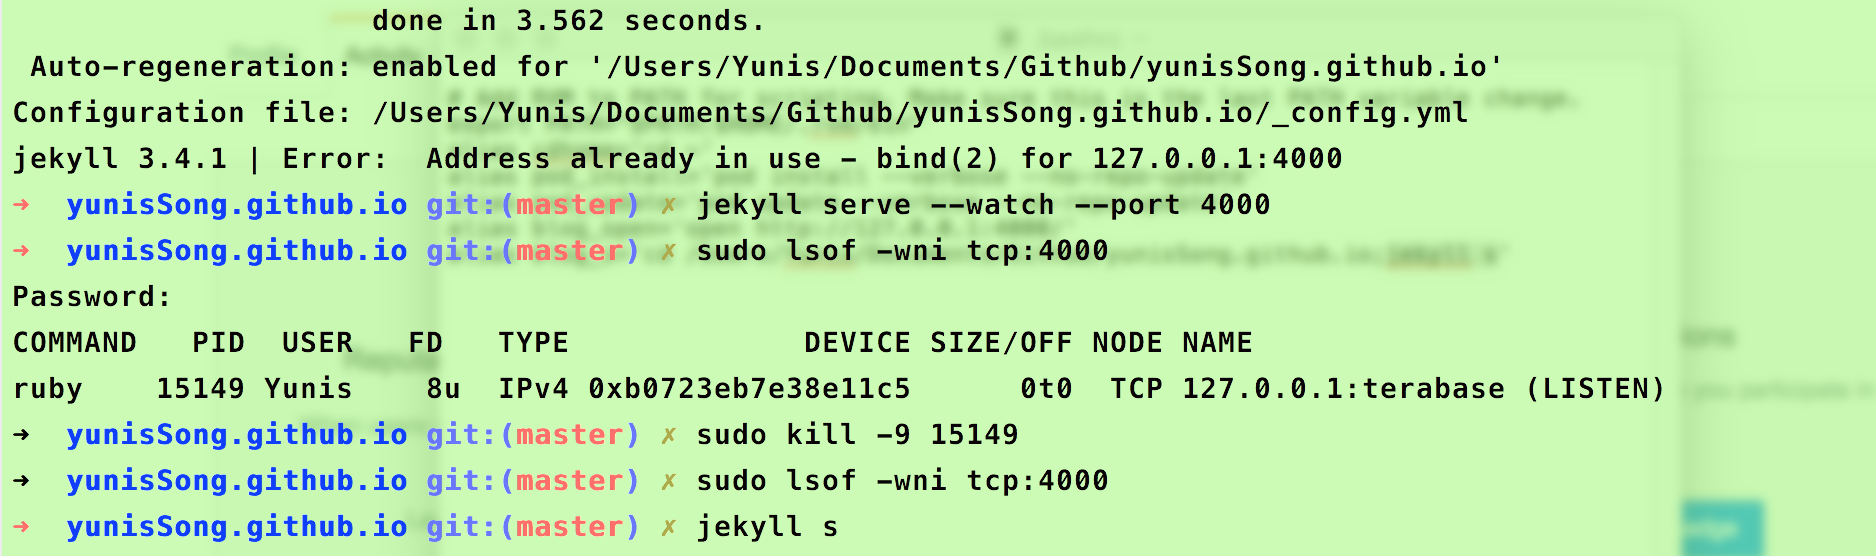 done in 3.562 seconds.
Auto-regeneration: enabled for '/Users/Yunis/Documents/Github/yunisSong.github.io'
Configuration file: /Users/Yunis/Documents/Github/yunisSong.github.io/_config.yml
jekyll 3.4.1 | Error:  Address already in use - bind(2) for 127.0.0.1:4000
→  yunisSong.github.io git:(master) ✗ jekyll serve --watch --port 4000
→  yunisSong.github.io git:(master) ✗ sudo lsof -wni tcp:4000
Password:
COMMAND   PID  USER   FD   TYPE             DEVICE SIZE/OFF NODE NAME
ruby    15149 Yunis    8u  IPv4 0xb0723eb7e38e11c5      0t0  TCP 127.0.0.1:terabase (LISTEN)
→  yunisSong.github.io git:(master) ✗ sudo kill -9 15149
→  yunisSong.github.io git:(master) ✗ sudo lsof -wni tcp:4000
→  yunisSong.github.io git:(master) ✗ jekyll s